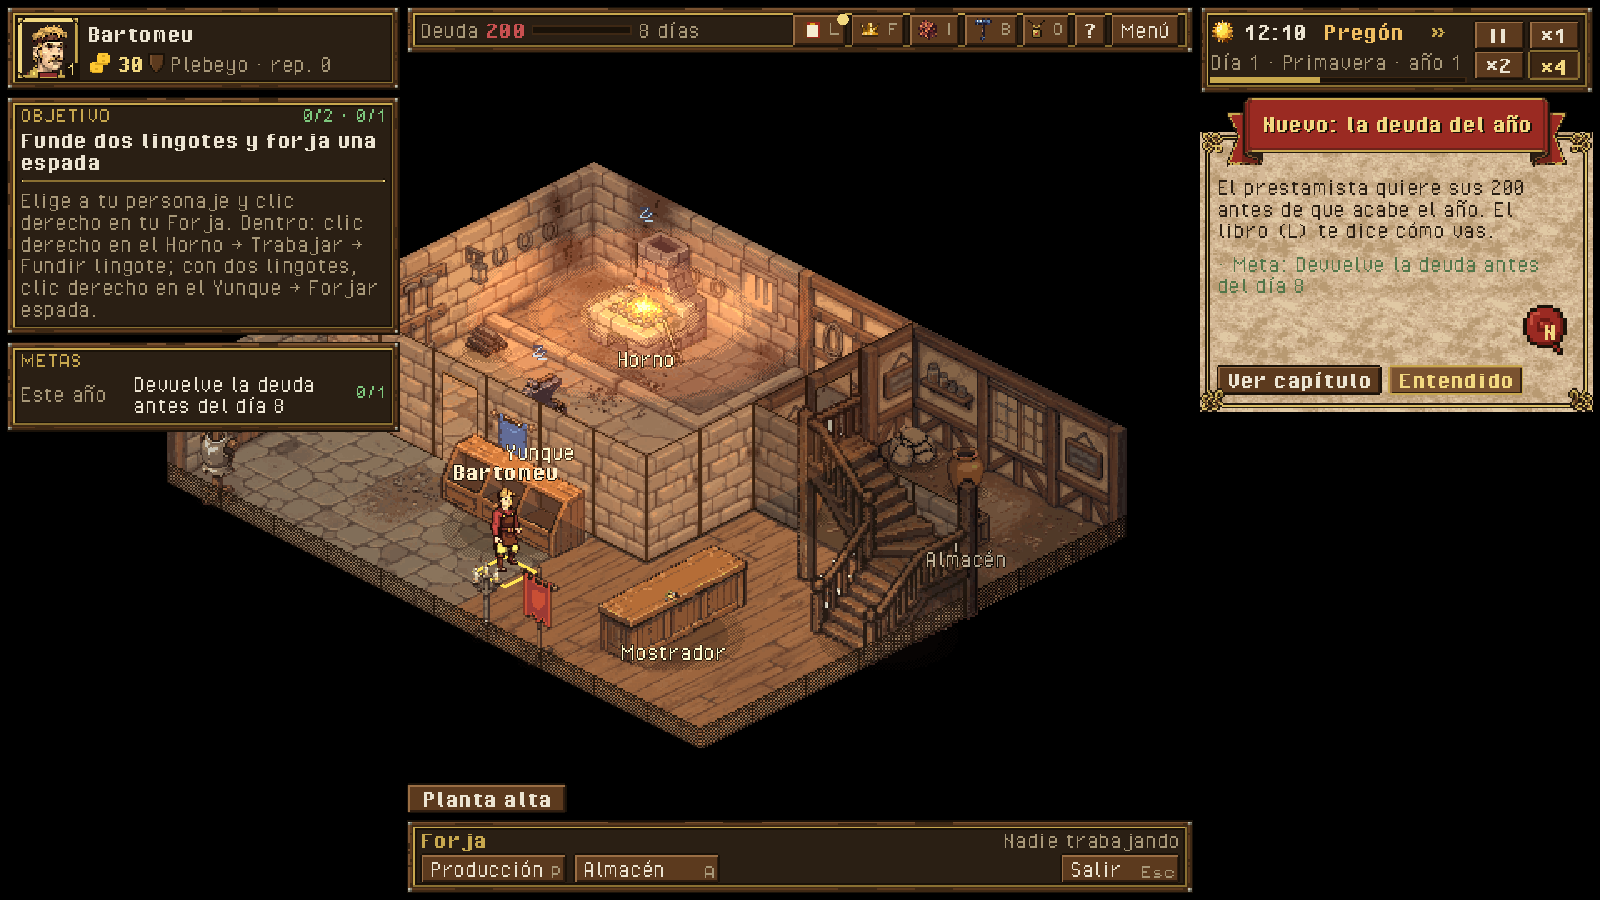 Bartomeu
30 Plebeyo · rep. 0
1
Deuda 200 8 días
L F I B O ? Menú
12:10 Pregón »
Día 1 · Primavera · año 1
×1
×2 ×4
OBJETIVO 0/2 · 0/1
Funde dos lingotes y forja una
espada
Elige a tu personaje y clic
derecho en tu Forja. Dentro: clic
derecho en el Horno → Trabajar →
Fundir lingote; con dos lingotes,
clic derecho en el Yunque → Forjar
espada.
METAS
Este año Devuelve la deuda
antes del día 8 0/1
Nuevo: la deuda del año
El prestamista quiere sus 200
antes de que acabe el año. El
libro (L) te dice cómo vas.
· Meta: Devuelve la deuda antes
del día 8
N
Ver capítulo Entendido
Horno
Yunque
Bartomeu
Almacén
Mostrador
Planta alta
Forja Nadie trabajando
Producción P Almacén A Salir Esc